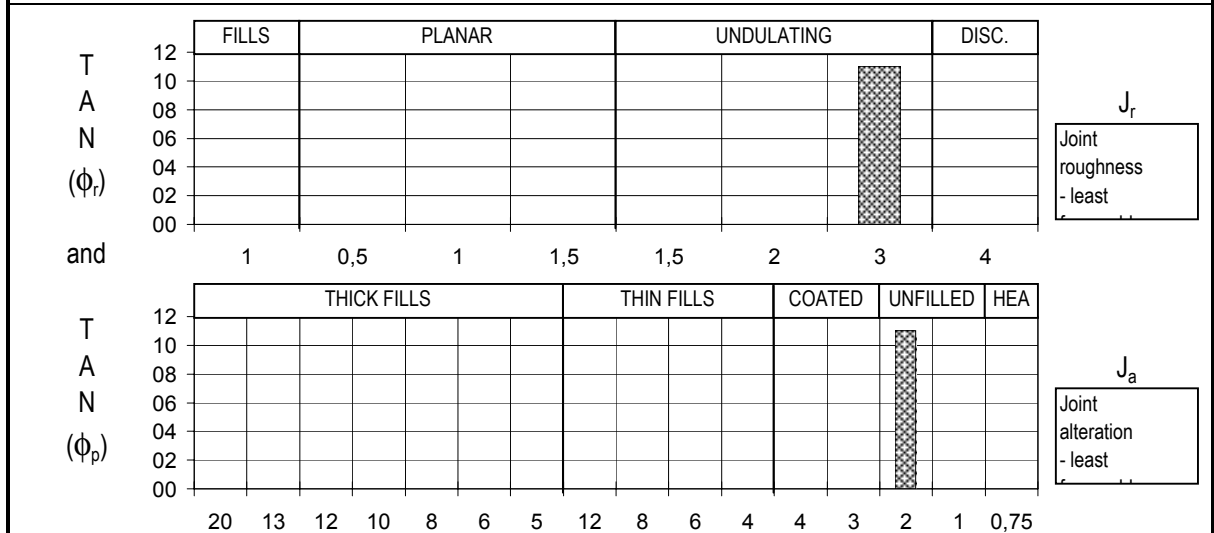 FILLS PLANAR UNDULATING DISC.
T
A
N
(ϕr)
12
10
08
06
04
02
00
Jr
Joint
roughness
- least
and
1 0,5 1 1,5 1,5 2 3 4
THICK FILLS THIN FILLS COATED UNFILLED HEA
T
A
N
(ϕp)
12
10
08
06
04
02
00
Ja
Joint
alteration
- least
20 13 12 10 8 6 5 12 8 6 4 4 3 2 1 0,75